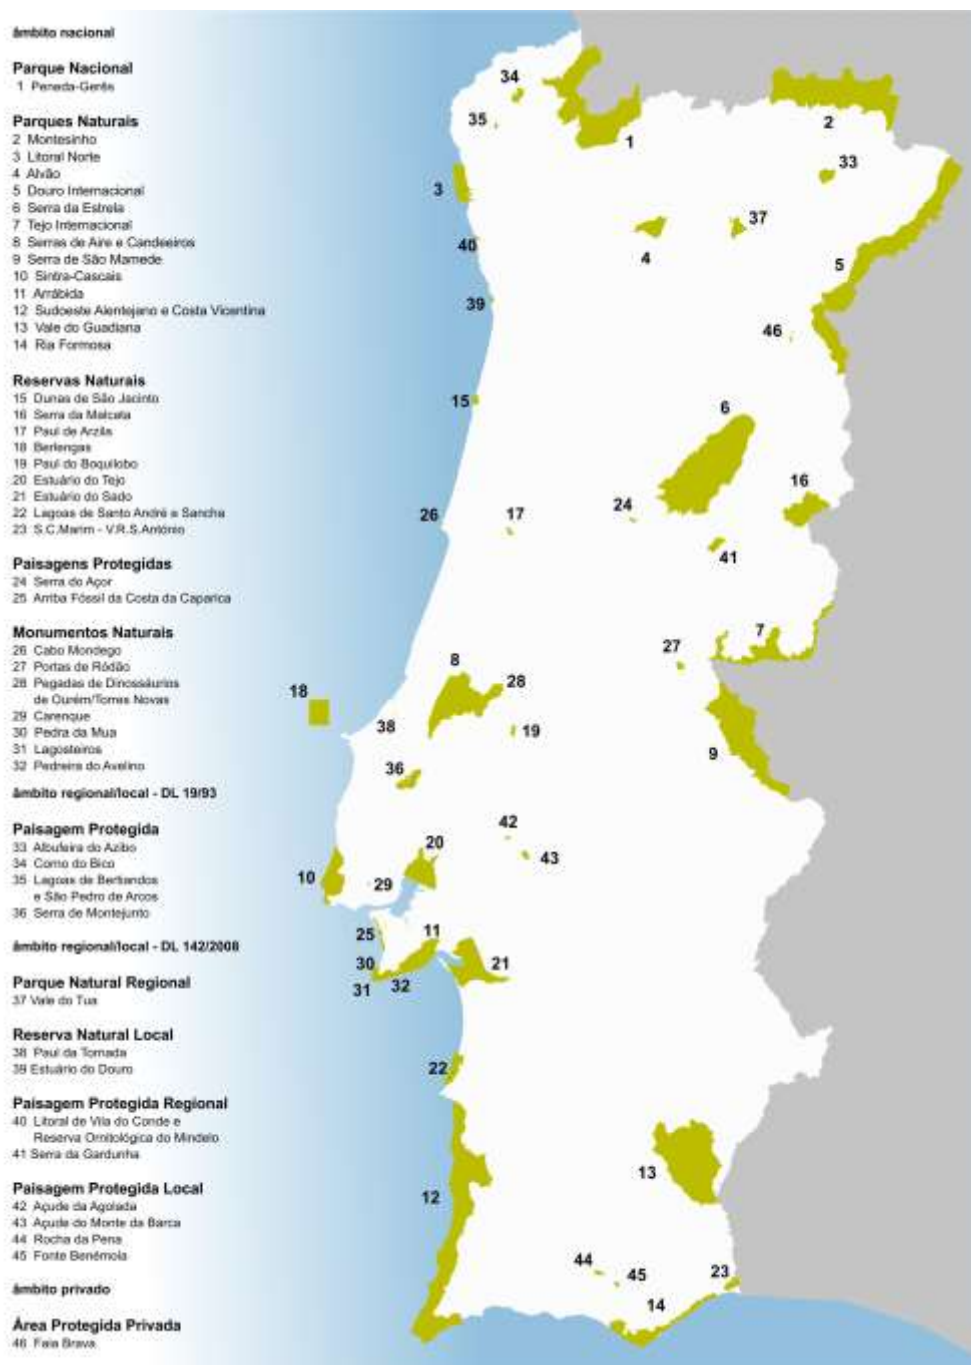 âmbito nacional
Parque Nacional
1 Peneda-Gerês
Parques Naturais
2 Montesinho
3 Litoral Norte
4 Alvão
5 Douro Internacional
6 Serra da Estrela
7 Tejo Internacional
8 Serras de Aire e Candeeiros
9 Serra de São Mamede
10 Sintra-Cascais
11 Arrábida
12 Sudoeste Alentejano e Costa Vicentina
13 Vale do Guadiana
14 Ria Formosa
Reservas Naturais
15 Dunas de São Jacinto
16 Serra da Malcata
17 Paul de Arzila
18 Berlengas
19 Paul do Boquilobo
20 Estuário do Tejo
21 Estuário do Sado
22 Lagoas de Santo André e Sancha
23 S.C.Marim - V.R.S.António
Paisagens Protegidas
24 Serra do Açor
25 Arriba Fóssil da Costa da Caparica
Monumentos Naturais
26 Cabo Mondego
27 Portas de Ródão
28 Pegadas de Dinossáurios
de Ourém/Torres Novas
29 Carenque
30 Pedra da Mua
31 Lagosteiros
32 Pedreira do Avelino
âmbito regional/local - DL 19/93
Paisagem Protegida
33 Albufeira do Azibo
34 Corno do Bico
35 Lagoas de Bertiandos
e São Pedro de Arcos
36 Serra de Montejunto
âmbito regional/local - DL 142/2008
Parque Natural Regional
37 Vale do Tua
Reserva Natural Local
38 Paul da Tornada
39 Estuário do Douro
Paisagem Protegida Regional
40 Litoral de Vila do Conde e
Reserva Ornitológica do Mindelo
41 Serra da Gardunha
Paisagem Protegida Local
42 Açude da Agolada
43 Açude do Monte da Barca
44 Rocha da Pena
45 Fonte Benémola
âmbito privado
Área Protegida Privada
46 Faia Brava
34
35
1
2
33
3
37
40
4
5
39
46
15
6
16
26
17
24
41
7
27
8
28
18
38
19
9
36
42
20
43
10
29
25
11
30
21
31
32
22
13
12
44
45
23
14